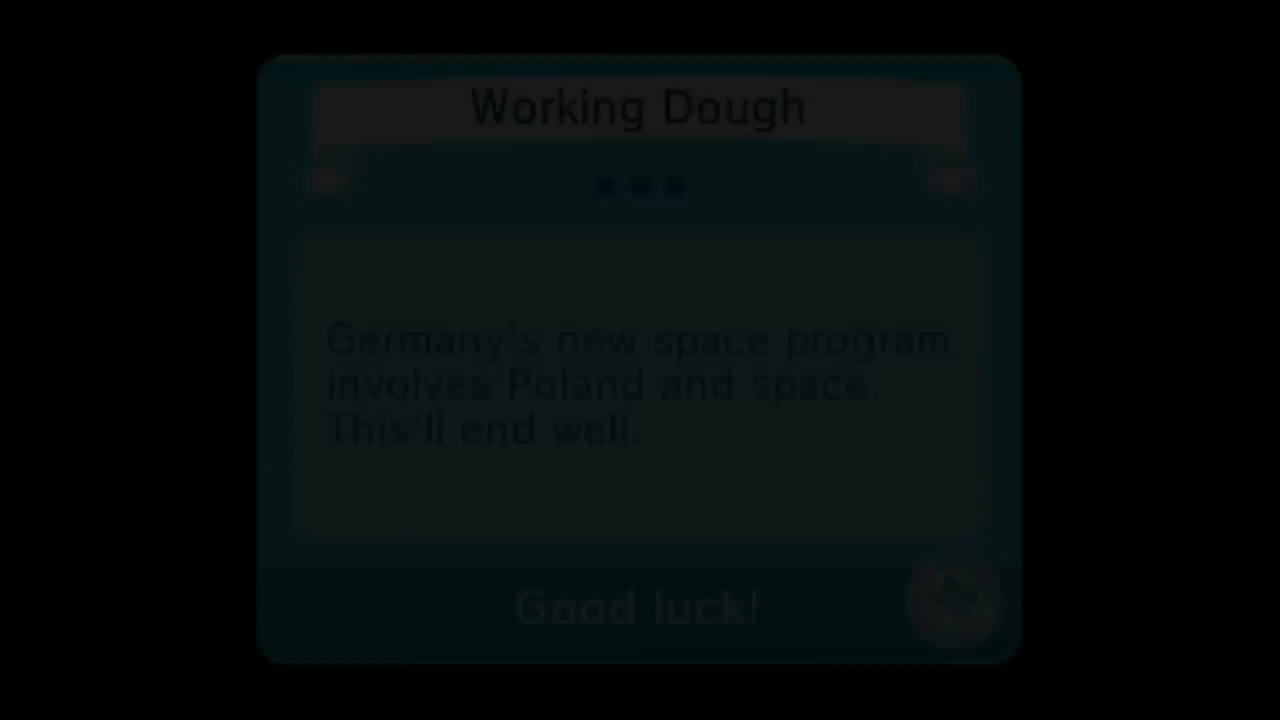 Working Dough
Germany's new space program
involves Poland and space.
This'll end well.
Good luck!